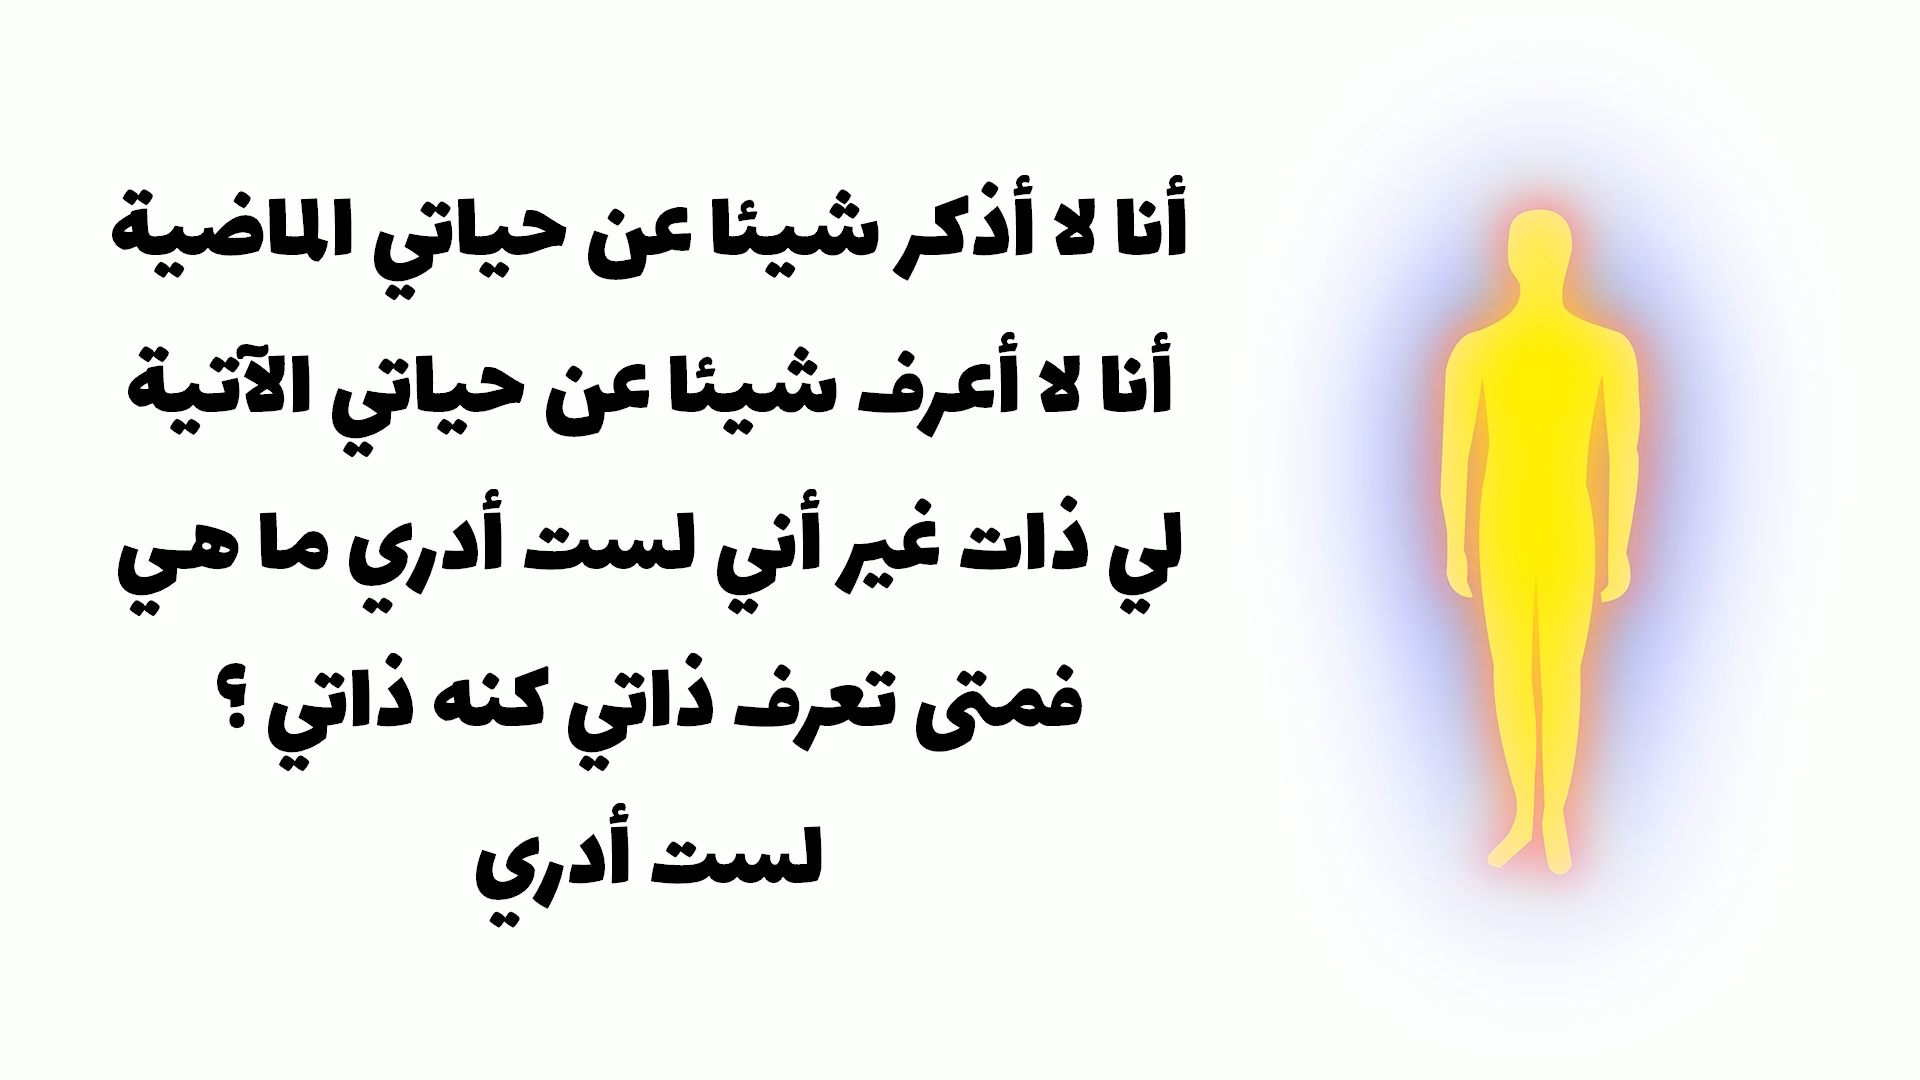 أنا لا أذكر شيئا عن حياتي الماضية
أنا لا أعرف شيئا عن حياتي الآتية
لي ذات غير أني لست أدري ما هي
فمتى تعرف ذاتي كنه ذاتي ؟
لست أدري